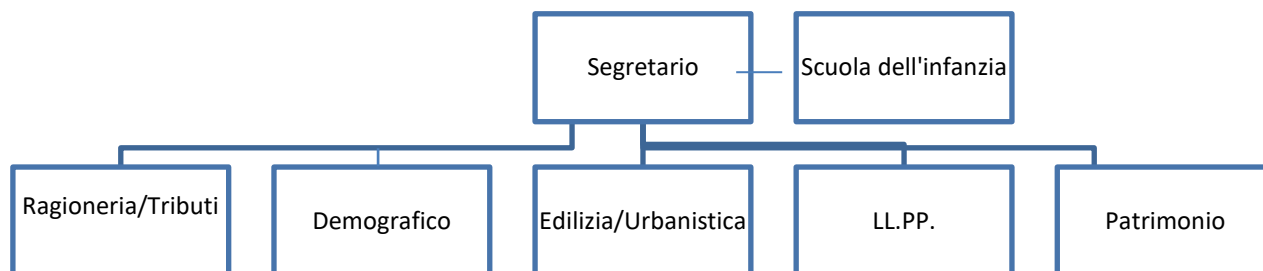 Segretario
Scuola dell'infanzia
Ragioneria/Tributi
Demografico
Edilizia/Urbanistica
LL.PP.
Patrimonio